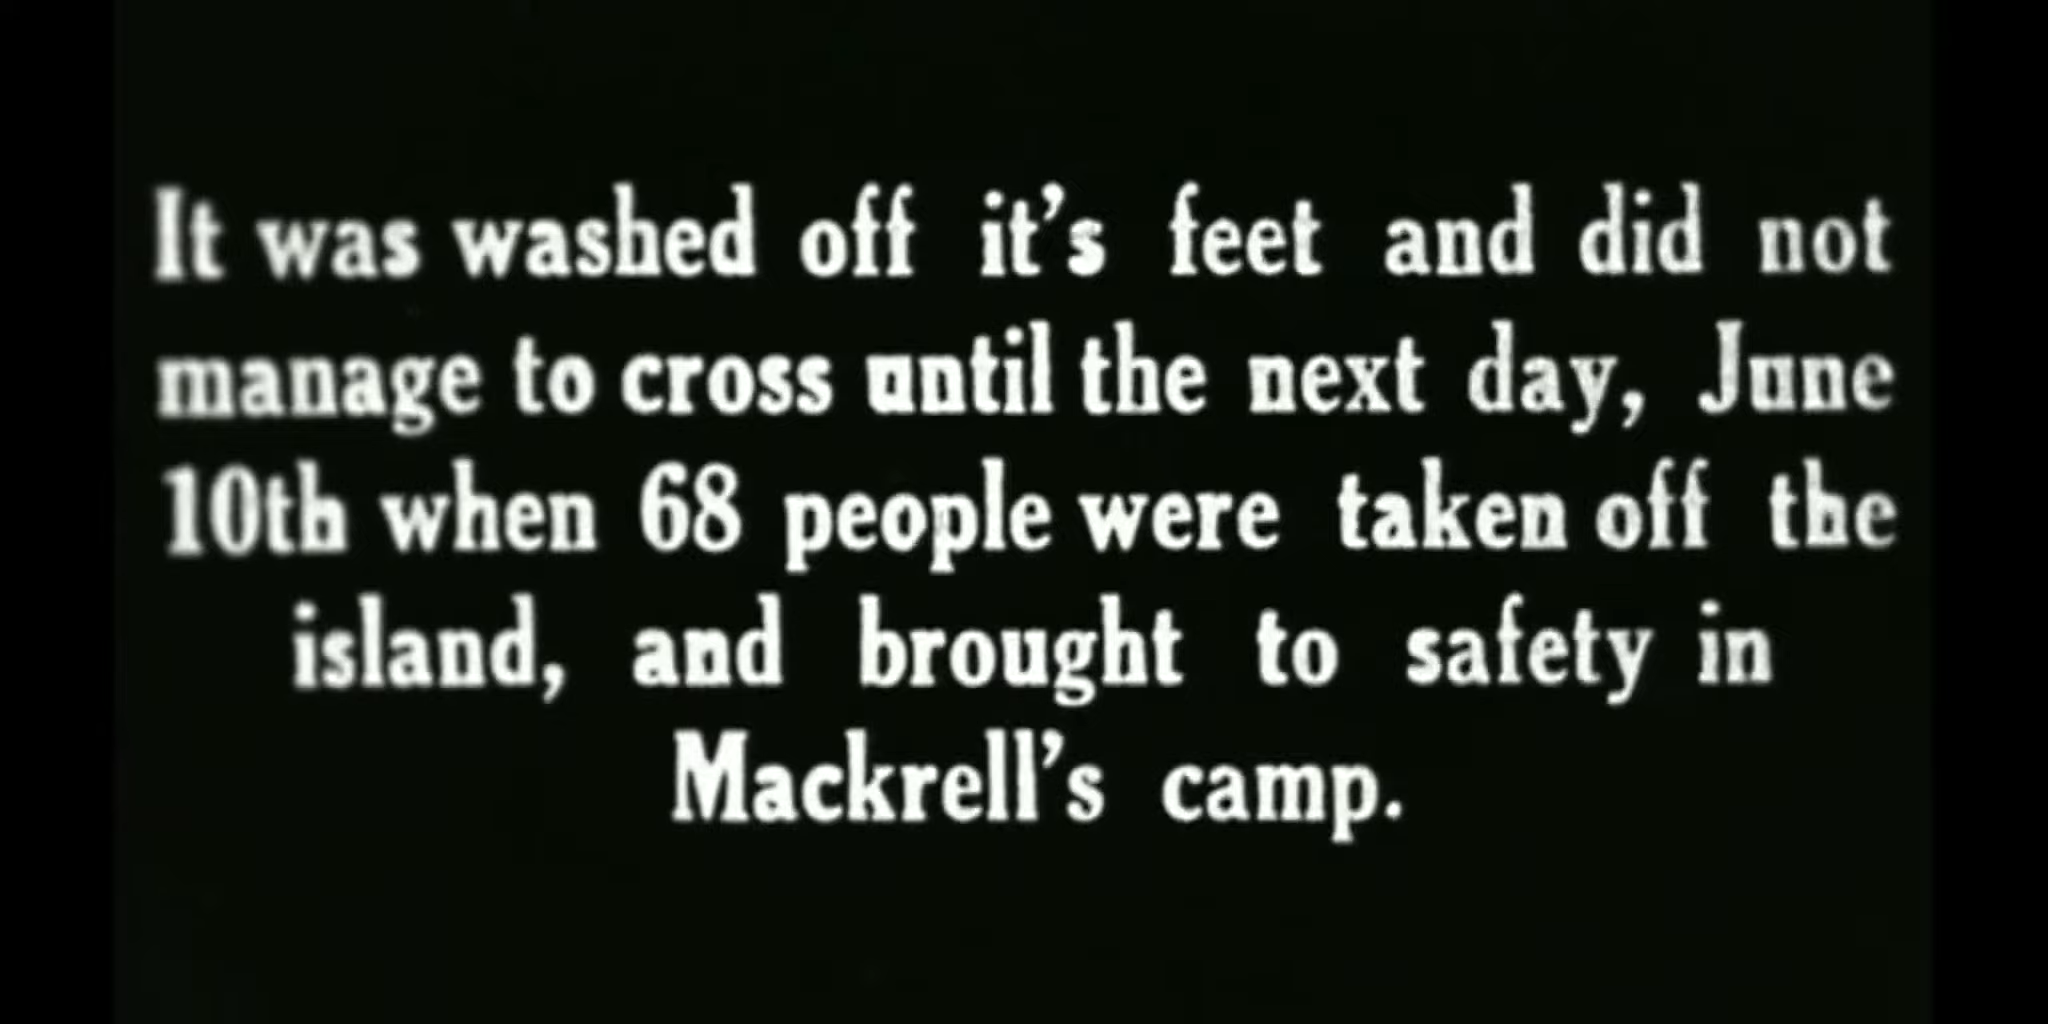 It was washed off it's feet and did not
manage to cross until the next day, June
10th when 68 people were taken off the
island, and brought to safety in
Mackrell's camp.